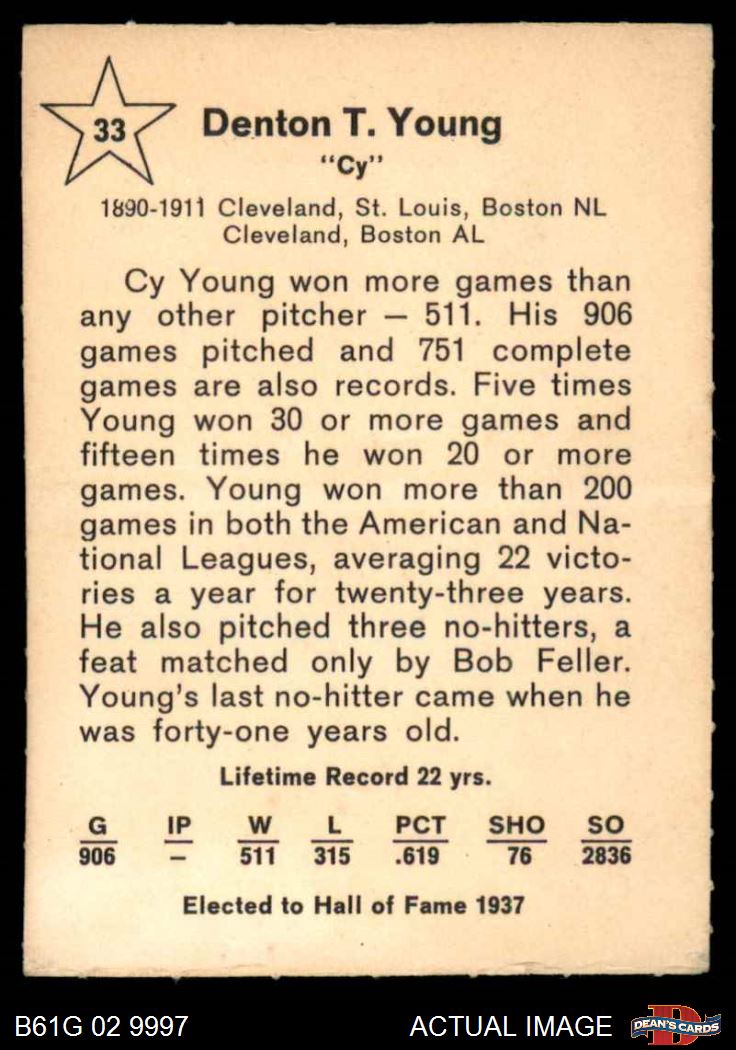 33
Denton T. Young
"Cy"
1890-1911 Cleveland, St. Louis, Boston NL
Cleveland, Boston AL
Cy Young won more games than
any other pitcher — 511. His 906
games pitched and 751 complete
games are also records. Five times
Young won 30 or more games and
fifteen times he won 20 or more
games. Young won more than 200
games in both the American and Na-
tional Leagues, averaging 22 victo-
ries a year for twenty-three years.
He also pitched three no-hitters, a
feat matched only by Bob Feller.
Young's last no-hitter came when he
was forty-one years old.
Lifetime Record 22 yrs.
G IP W L PCT SHO SO
906 – 511 315 .619 76 2836
Elected to Hall of Fame 1937
B61G 02 9997 ACTUAL IMAGE
D
DEAN'S CARDS